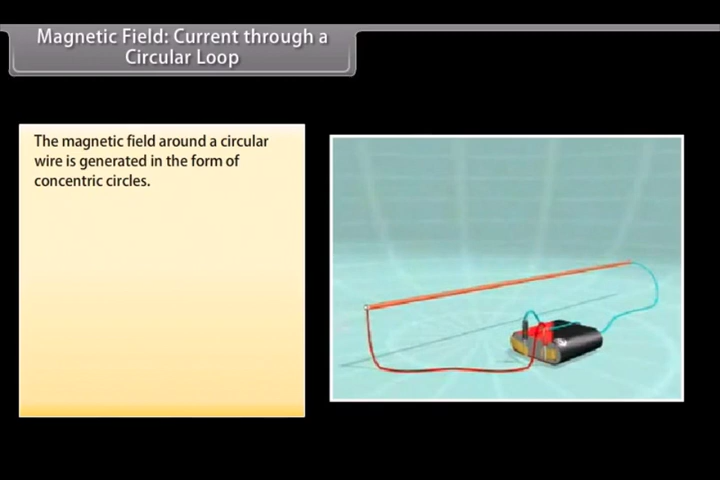 Magnetic Field: Current through a
Circular Loop
The magnetic field around a circular
wire is generated in the form of
concentric circles.